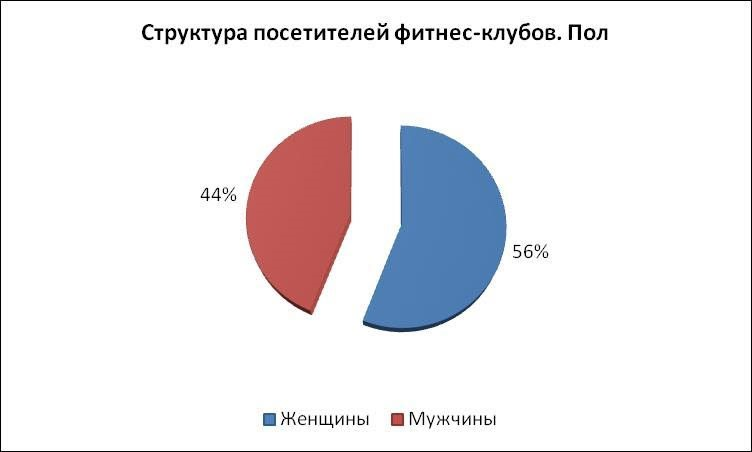 Структура посетителей фитнес-клубов. Пол
44%
56%
Женщины
Мужчины